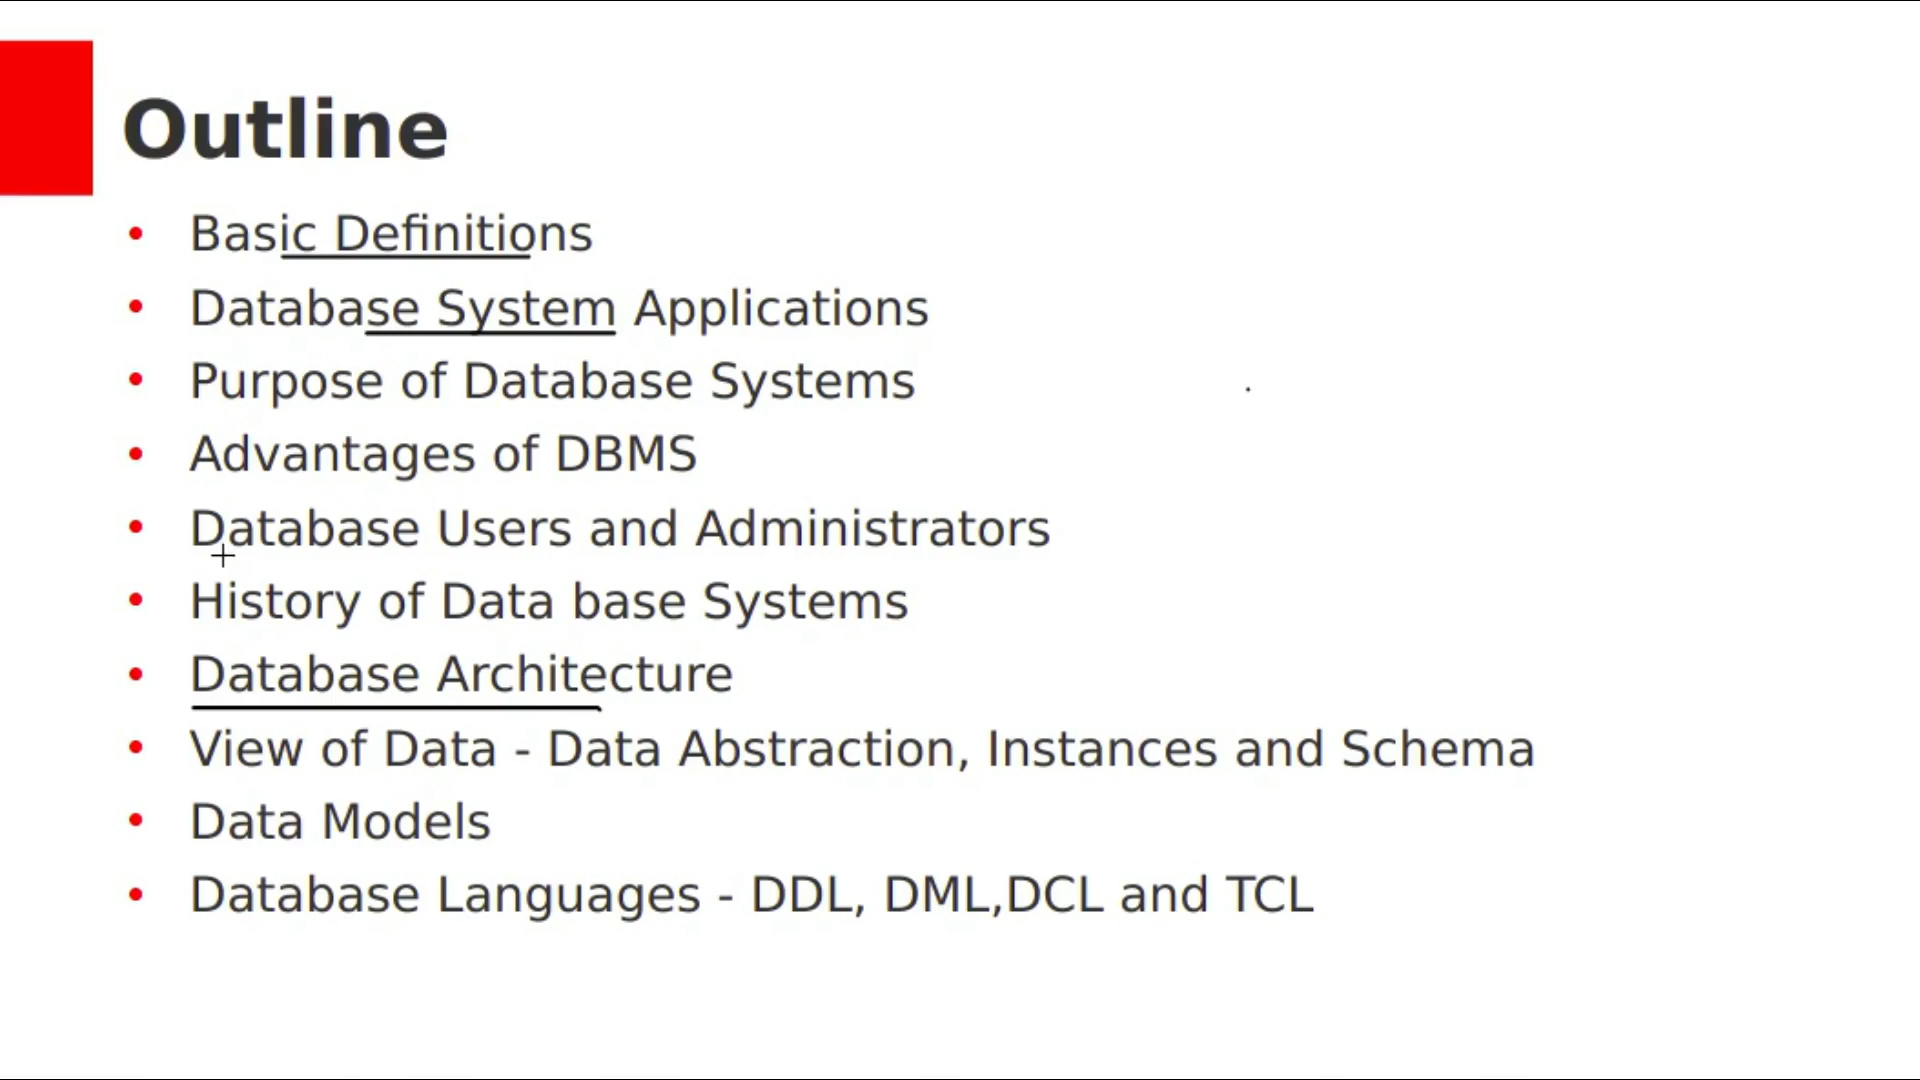 Outline
• Basic Definitions
• Database System Applications
• Purpose of Database Systems
• Advantages of DBMS
• Database Users and Administrators
• History of Data base Systems
• Database Architecture
• View of Data - Data Abstraction, Instances and Schema
• Data Models
• Database Languages - DDL, DML,DCL and TCL